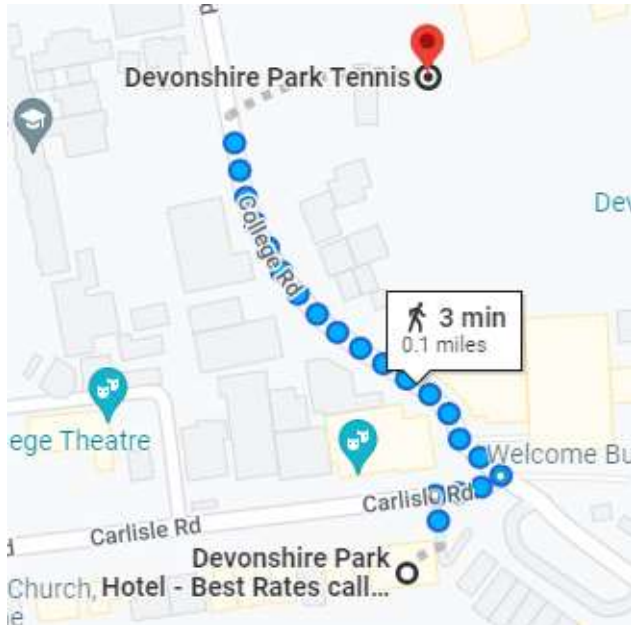 Devonshire Park Tennis
Dev
College Rd
3 min
0.1 miles
ege Theatre
Welcome Bu
Carlisle Rd
Carlisle Rd
d
Devonshire Park
Church, Hotel - Best Rates call...
e